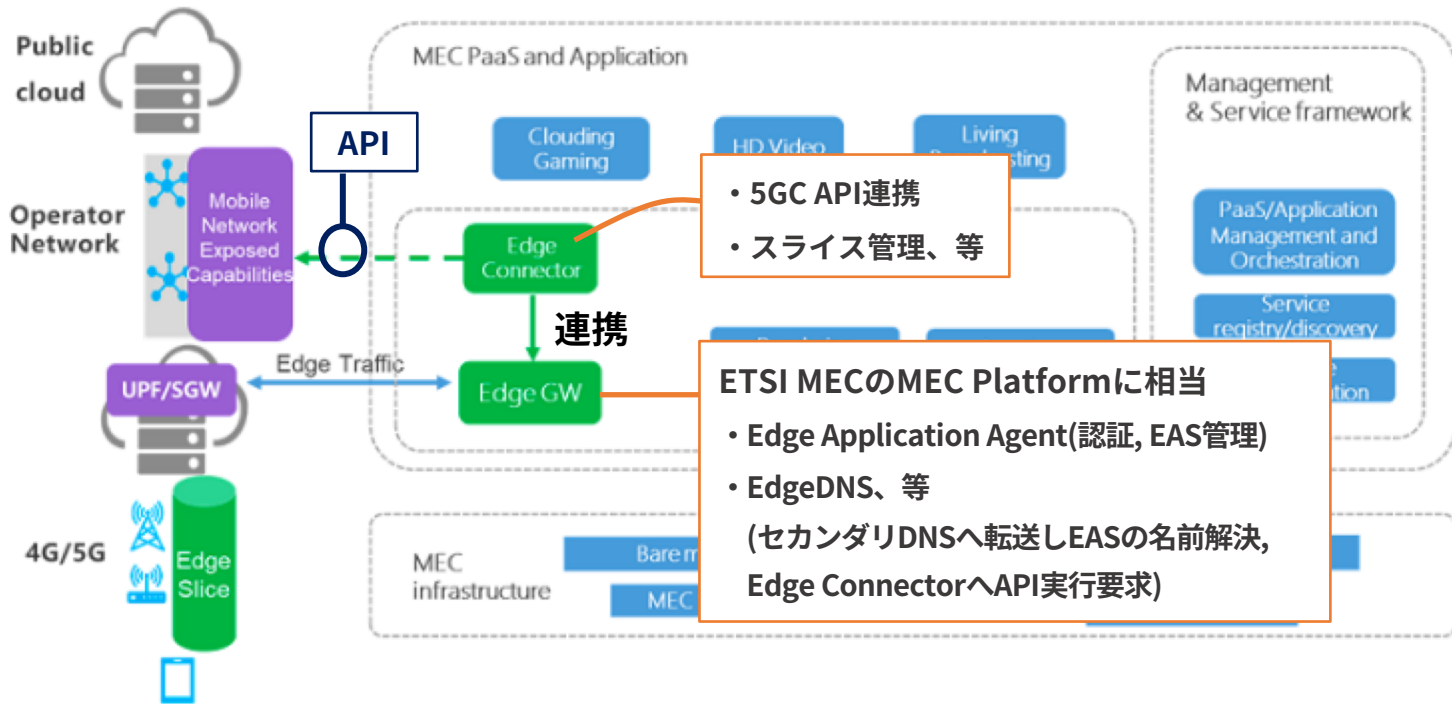 Public
cloud
MEC PaaS and Application
Management
& Service framework
API
Clouding
Gaming
HD Video
Living
・5GC API連携
・スライス管理、等
Operator
Network
Mobile
Network
Exposed
Capabilities
Edge
Connector
PaaS/Application
Management and
Orchestration
Service
registry/discovery
連携
Edge Traffic
UPF/SGW
Edge GW
ETSI MECのMEC Platformに相当
・Edge Application Agent(認証, EAS管理)
・EdgeDNS、等
(セカンダリDNSへ転送しEASの名前解決,
Edge ConnectorへAPI実行要求)
4G/5G
Edge
Slice
MEC
infrastructure
Bare
MEC